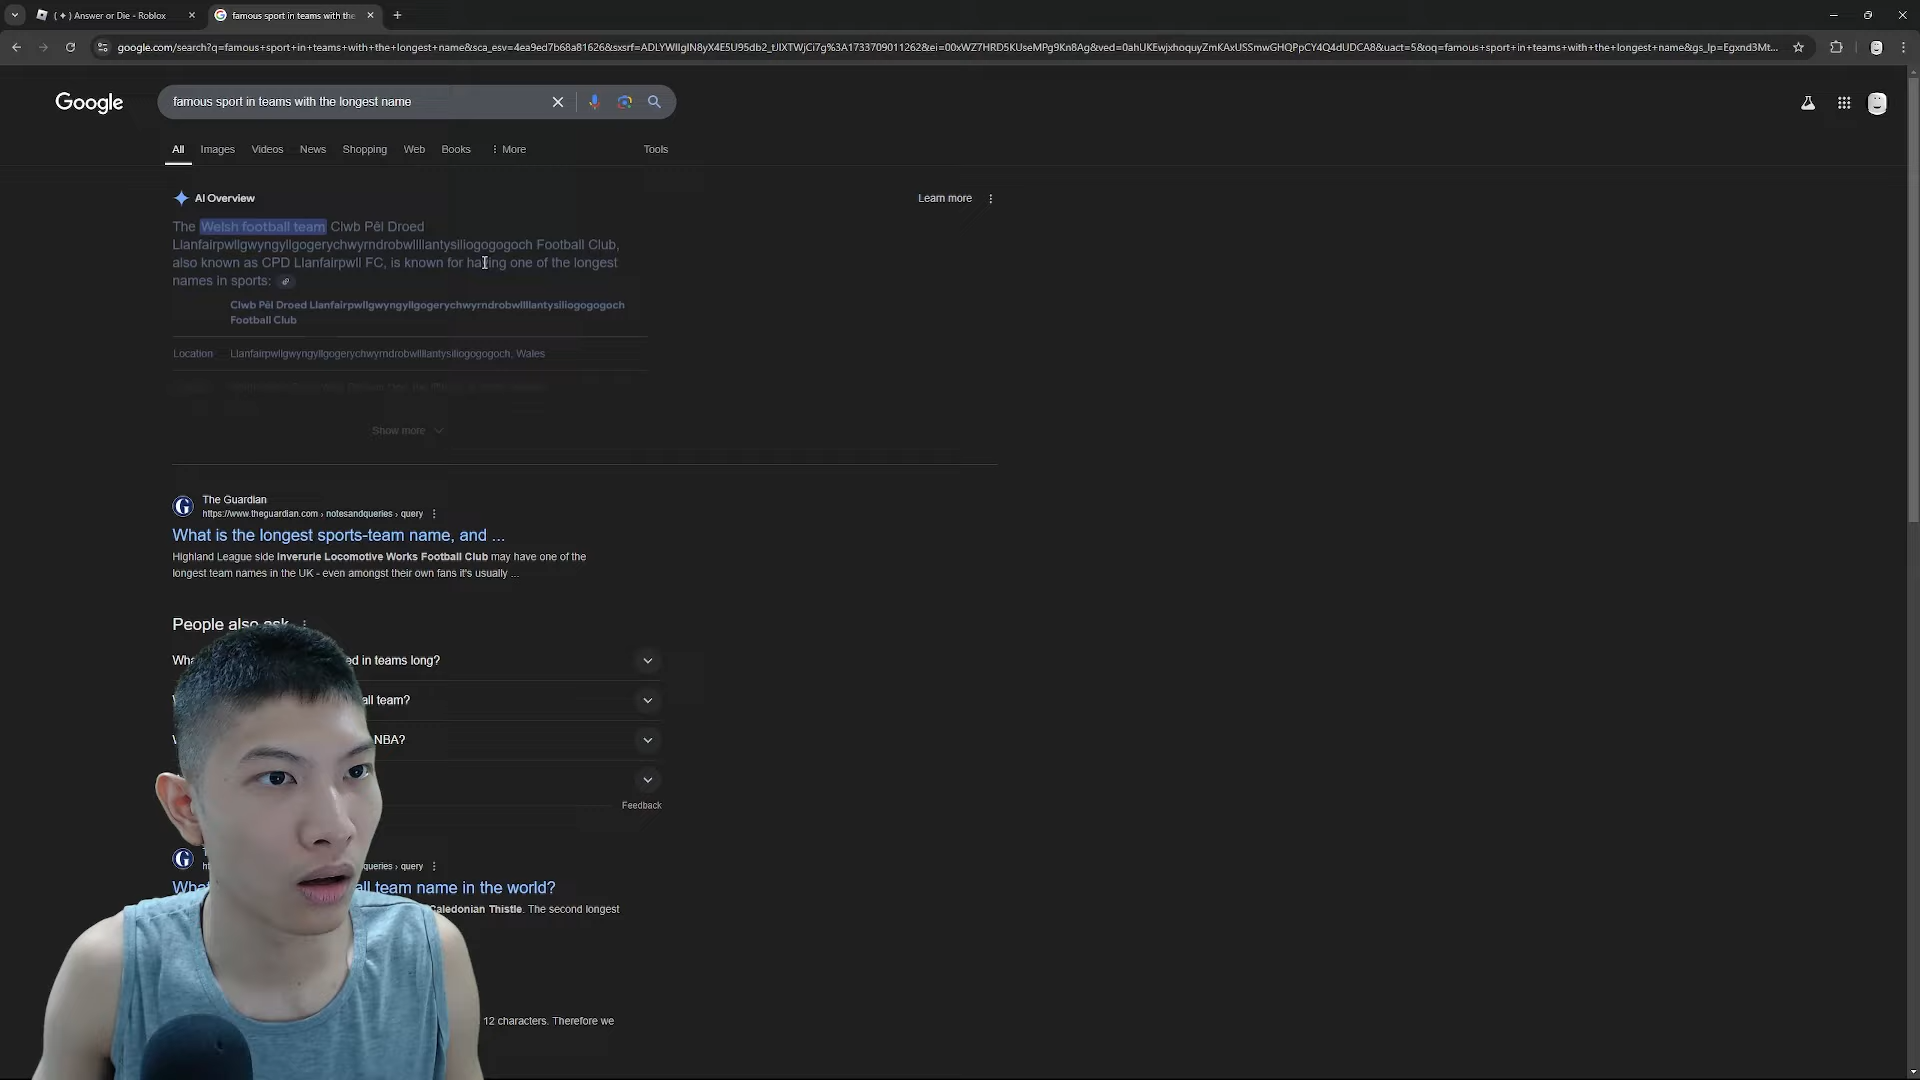 ( ✦ ) Answer or Die - Roblox
famous sport in teams with the
google.com/search?q=famous+sport+in+teams+with+the+longest+name&sca_esv=4ea9ed7b68a81626&sxsrf=
Google
famous sport in teams with the longest name
All Images Videos News Shopping Web Books More Tools
AI Overview Learn more
The Welsh football team Clwb Pêl Droed
Llanfairpwllgwyngyllgogerychwyrndrobwllllantysiliogogogoch Football Club,
also known as CPD Llanfairpwll FC, is known for having one of the longest
names in sports:
Clwb Pêl Droed Llanfairpwllgwyngyllgogerychwyrndrobwllllantysiliogogogoch
Football Club
Location Llanfairpwllgwyngyllgogerychwyrndrobwllllantysiliogogogoch, Wales
Show more
The Guardian
https://www.theguardian.com › notesandqueries › query
What is the longest sports-team name, and ...
Highland League side Inverurie Locomotive Works Football Club may have one of the
longest team names in the UK - even amongst their own fans it's usually ...
People also ask
ed in teams long?
all team?
NBA?
Feedback
queries › query
all team name in the world?
Caledonian Thistle. The second longest
12 characters. Therefore we